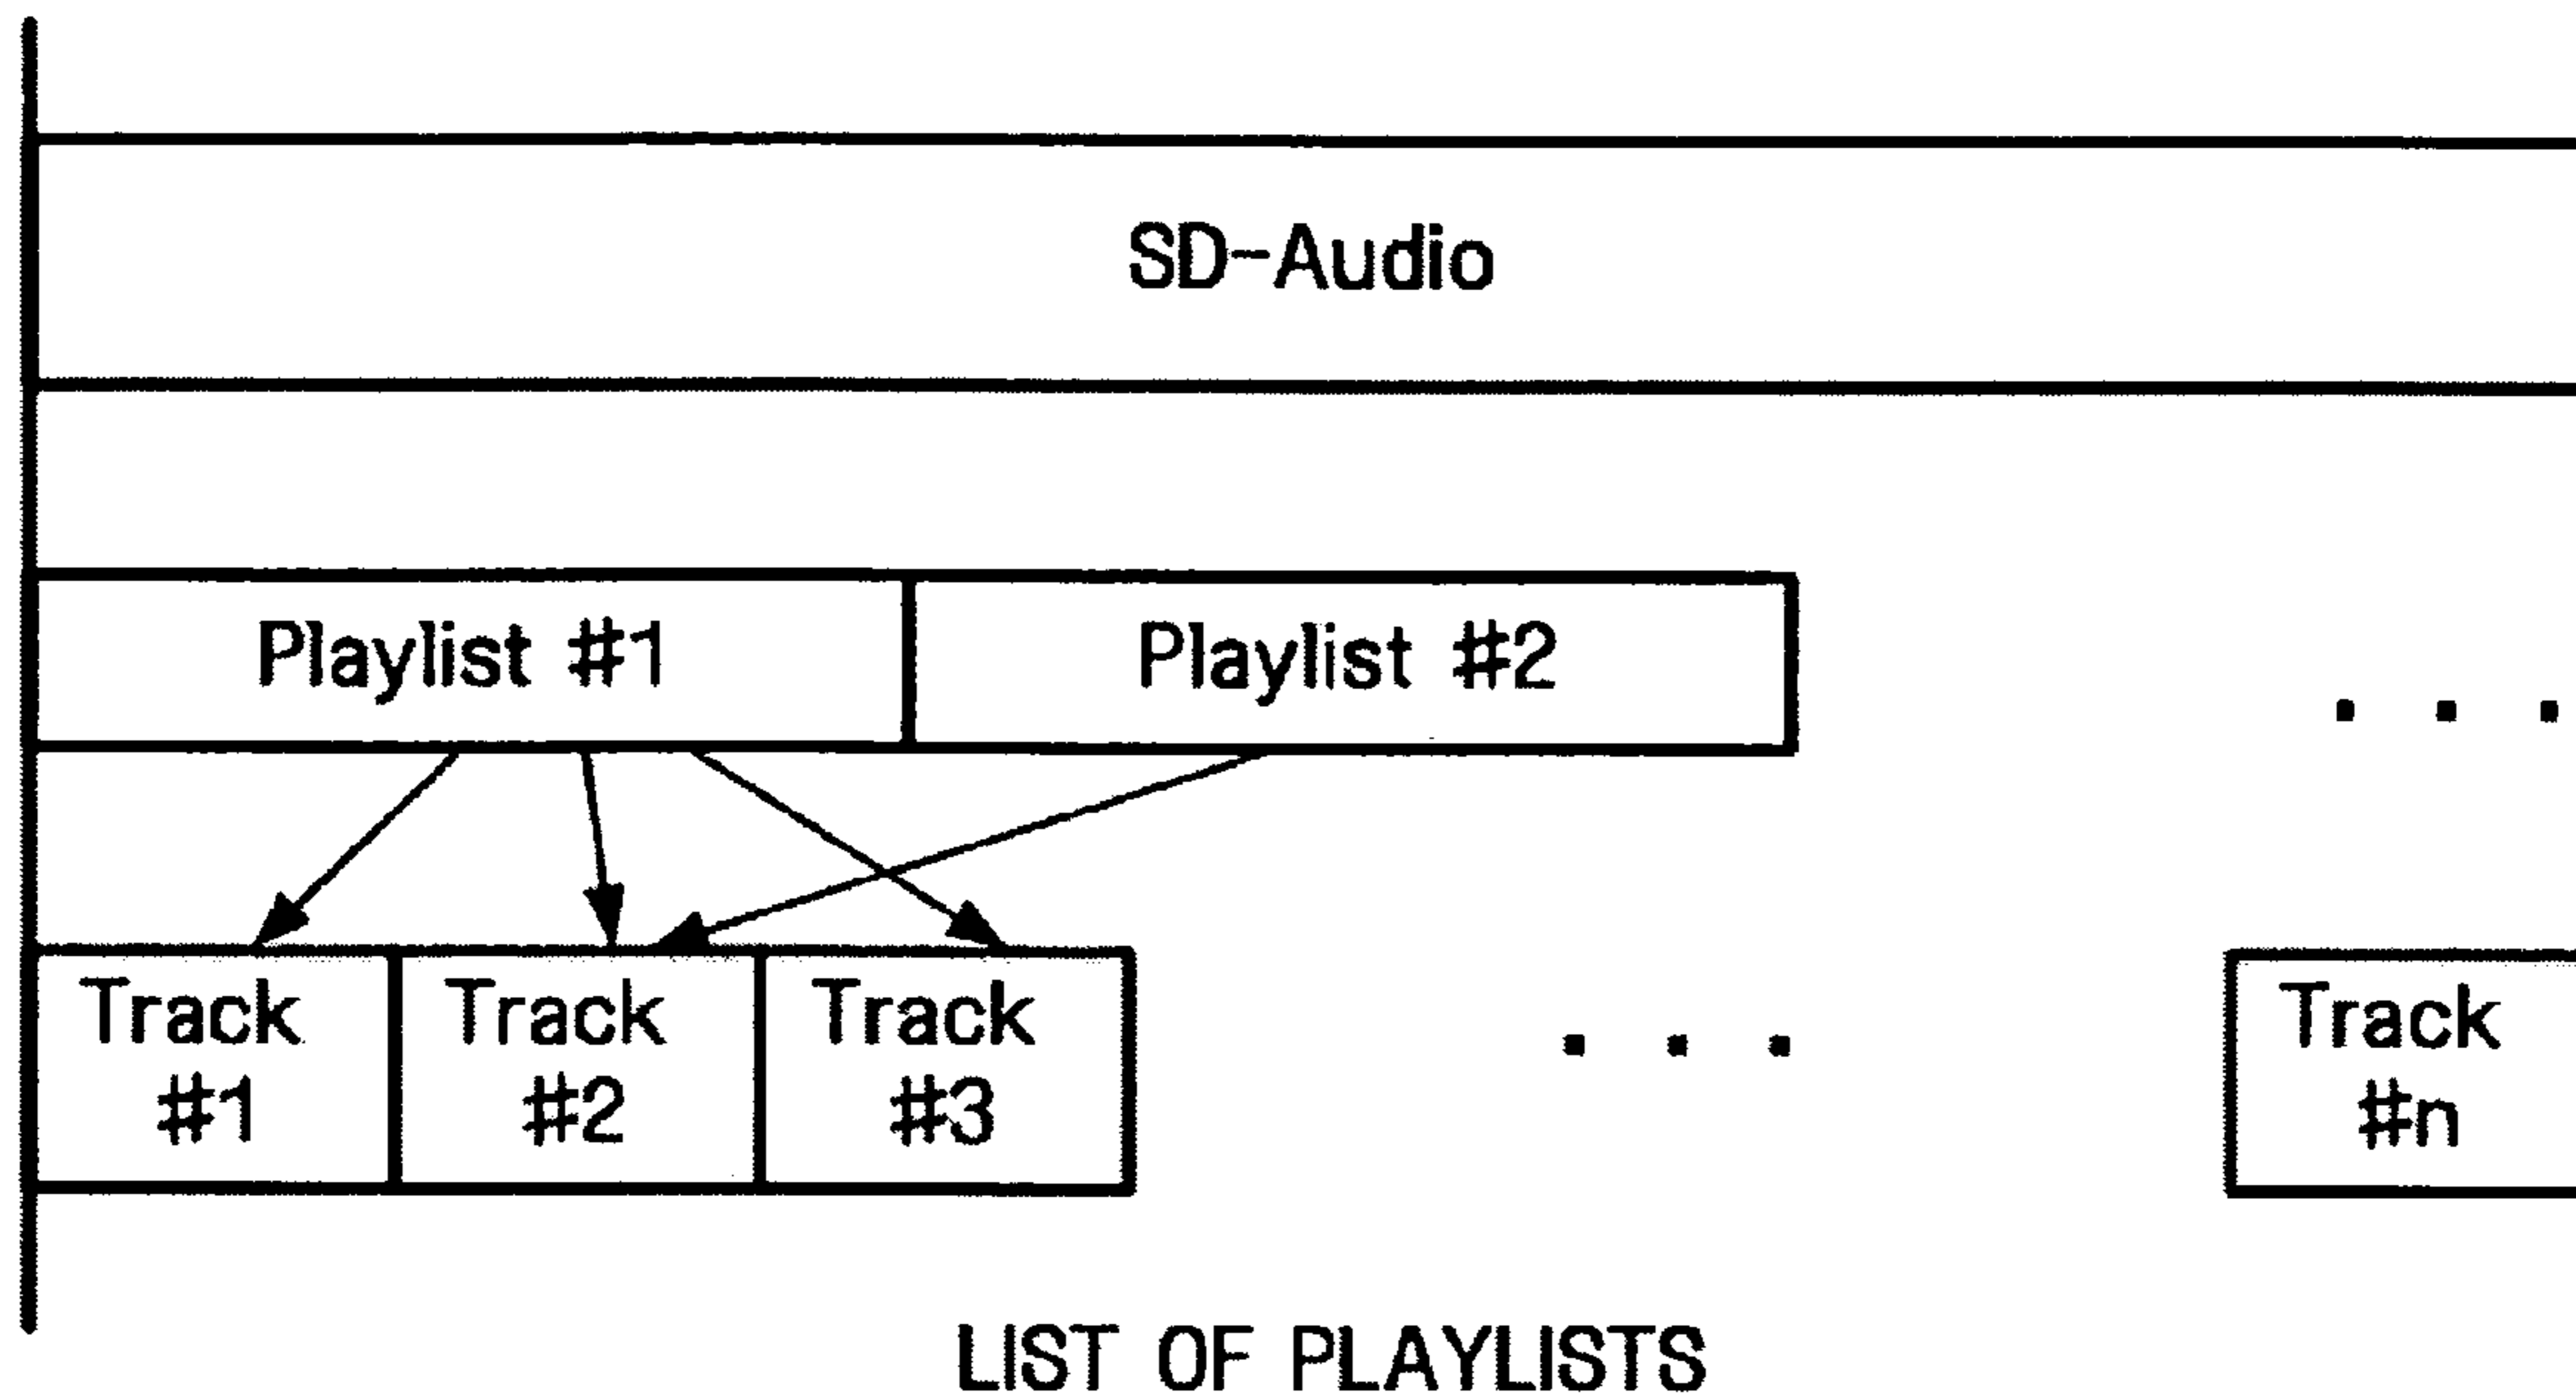 SD-Audio
Playlist #1
Playlist #2
. . .
Track
#1
Track
#2
Track
#3
. . .
Track
#n
LIST OF PLAYLISTS